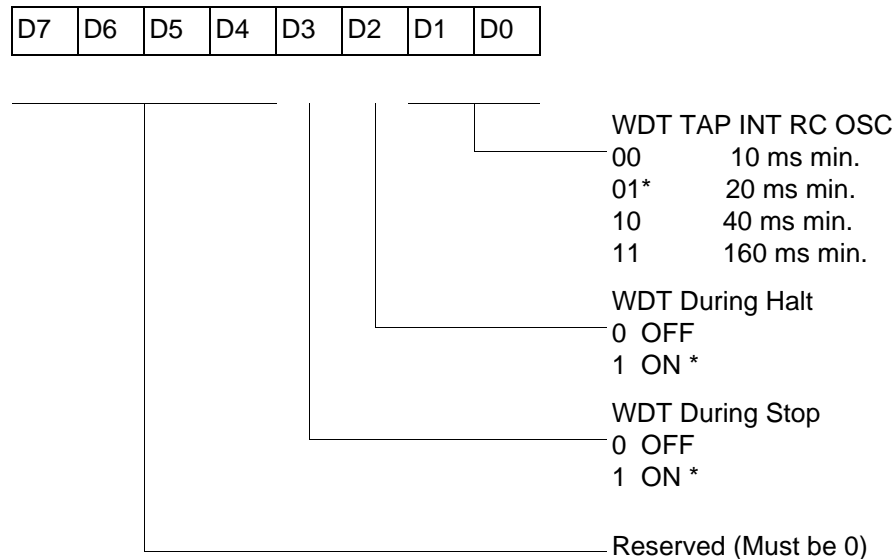 D7 D6 D5 D4 D3 D2 D1 D0
WDT TAP INT RC OSC
00 10 ms min.
01* 20 ms min.
10 40 ms min.
11 160 ms min.
WDT During Halt
0 OFF
1 ON *
WDT During Stop
0 OFF
1 ON *
Reserved (Must be 0)